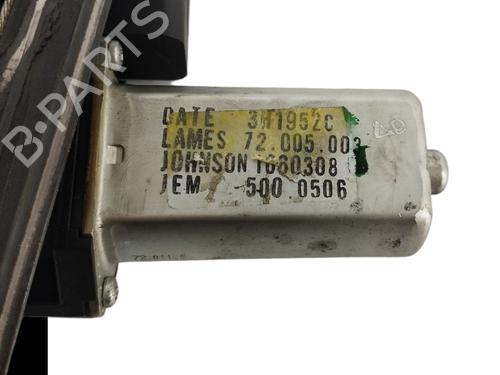 B-PARTS
DATE 3H1952C
LAMES 72.005.003
JOHNSON 1660308
JEM 500 0506